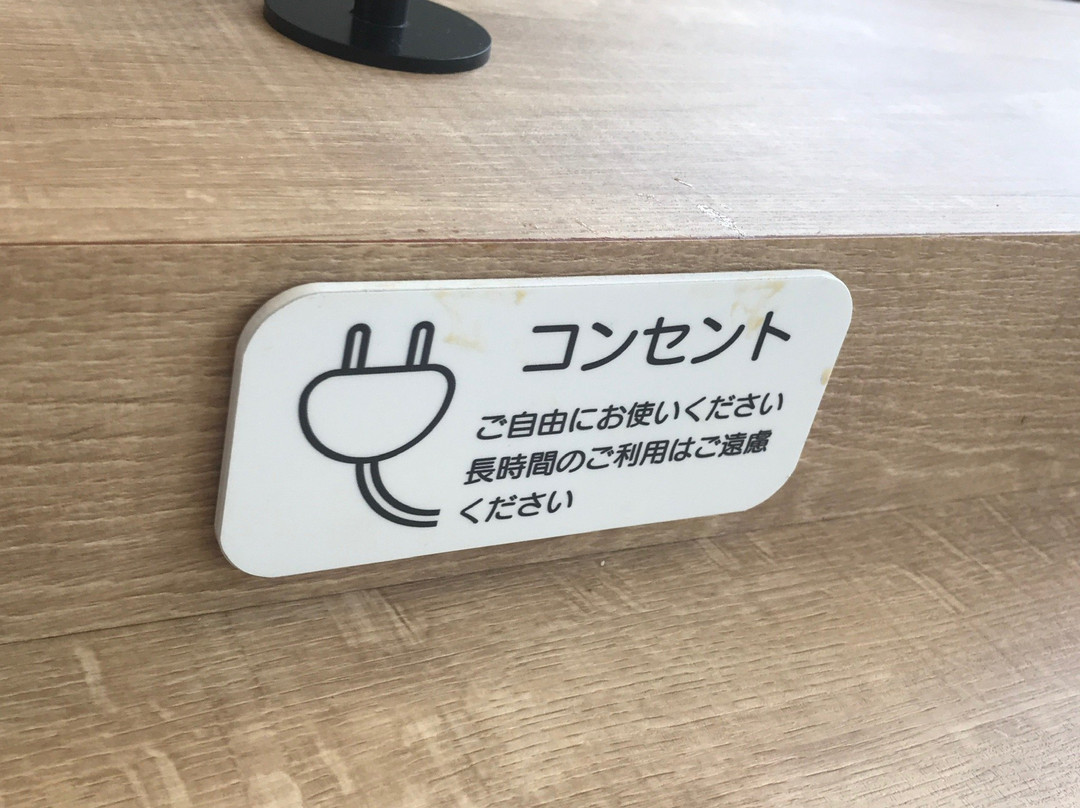 コンセント
ご自由にお使いください
長時間のご利用はご遠慮
ください